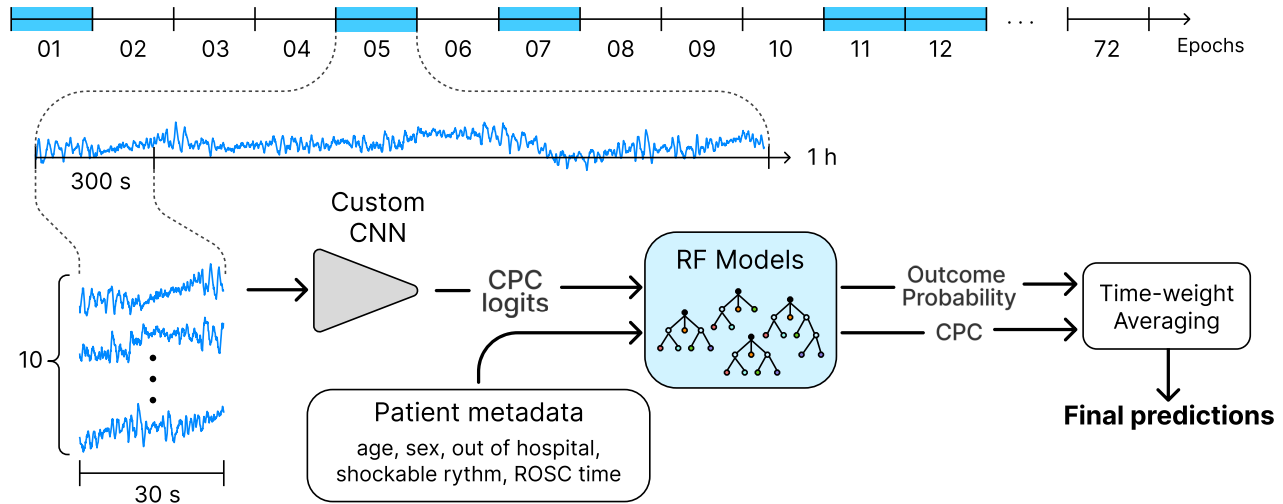 01 02 03 04 05 06 07 08 09 10 11 12 ... 72 Epochs
1 h
300 s
Custom
CNN
CPC
logits
RF Models
Outcome
Probability
CPC
Time-weight
Averaging
Final predictions
10
30 s
Patient metadata
age, sex, out of hospital,
shockable rythm, ROSC time